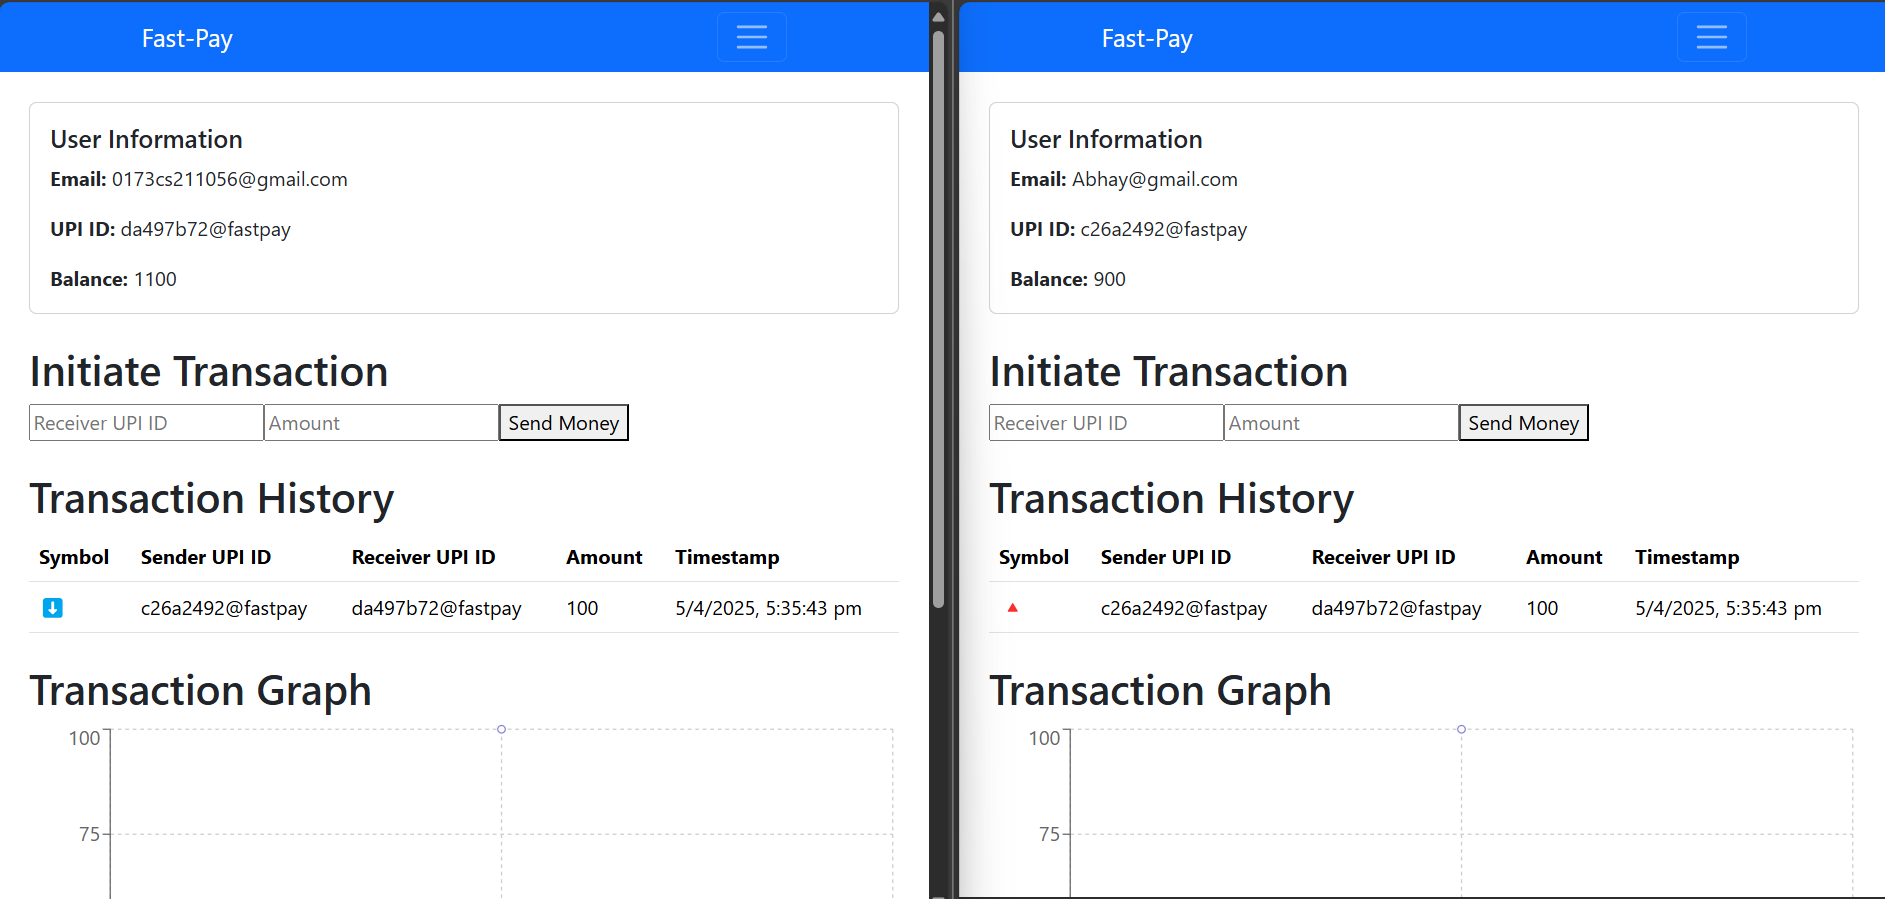 Fast-Pay
User Information
Email: 0173cs211056@gmail.com
UPI ID: da497b72@fastpay
Balance: 1100
Initiate Transaction
Receiver UPI ID Amount Send Money
Transaction History
Symbol Sender UPI ID Receiver UPI ID Amount Timestamp
c26a2492@fastpay da497b72@fastpay 100 5/4/2025, 5:35:43 pm
Transaction Graph
100
75
Fast-Pay
User Information
Email: Abhay@gmail.com
UPI ID: c26a2492@fastpay
Balance: 900
Initiate Transaction
Receiver UPI ID Amount Send Money
Transaction History
Symbol Sender UPI ID Receiver UPI ID Amount Timestamp
c26a2492@fastpay da497b72@fastpay 100 5/4/2025, 5:35:43 pm
Transaction Graph
100
75